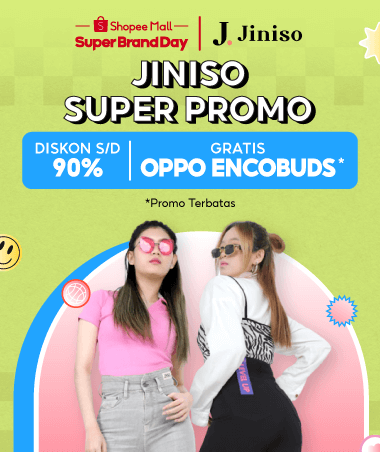 Shopee Mall
Super Brand Day
J. Jiniso
JINISO
SUPER PROMO
DISKON S/D
90%
GRATIS
OPPO ENCOBUDS*
*Promo Terbatas